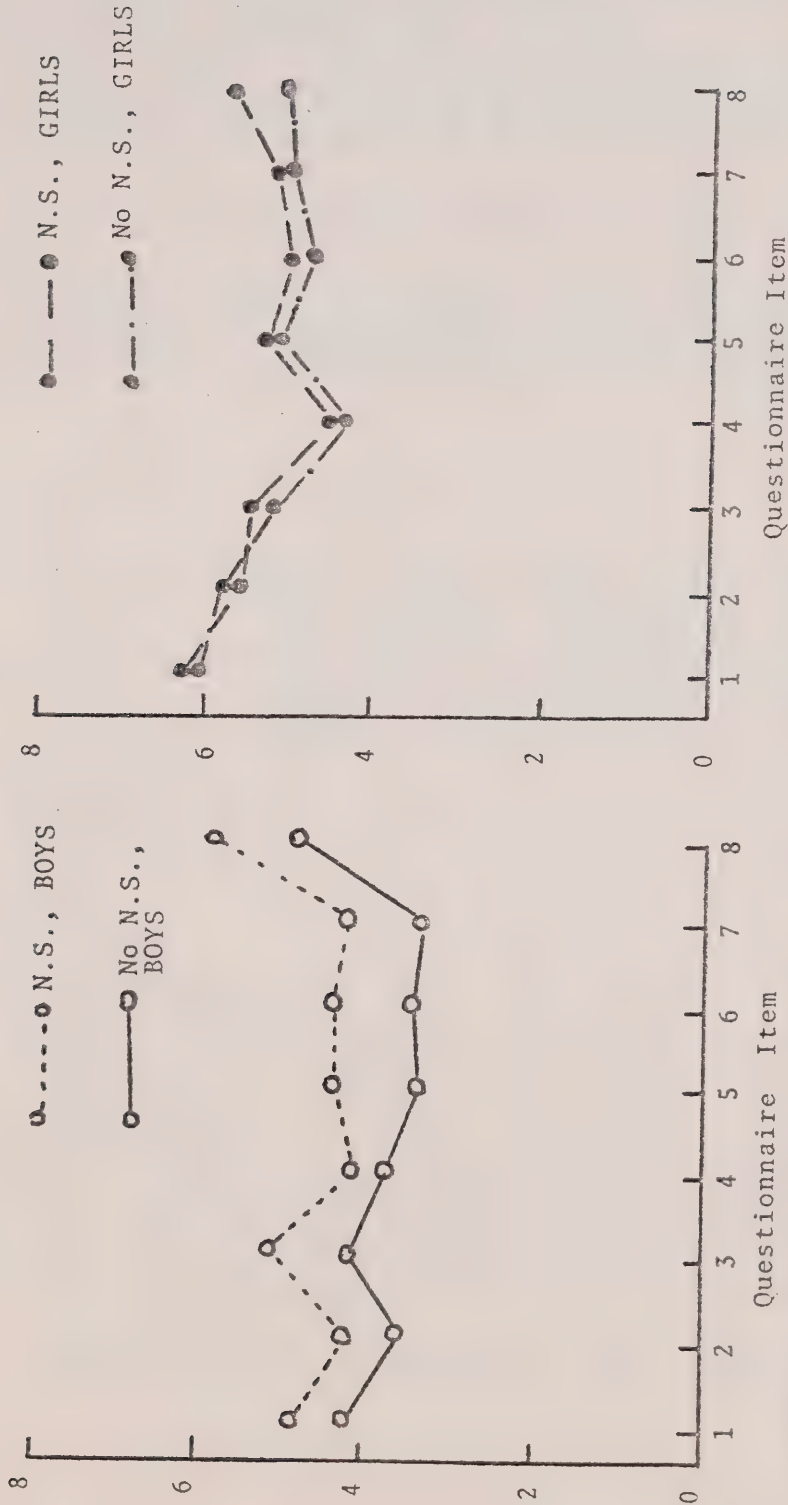 N.S., BOYS
No N.S.,
BOYS
8
6
4
2
0
1 2 3 4 5 6 7 8
Questionnaire Item
N.S., GIRLS
No N.S., GIRLS
8
6
4
2
0
1 2 3 4 5 6 7 8
Questionnaire Item